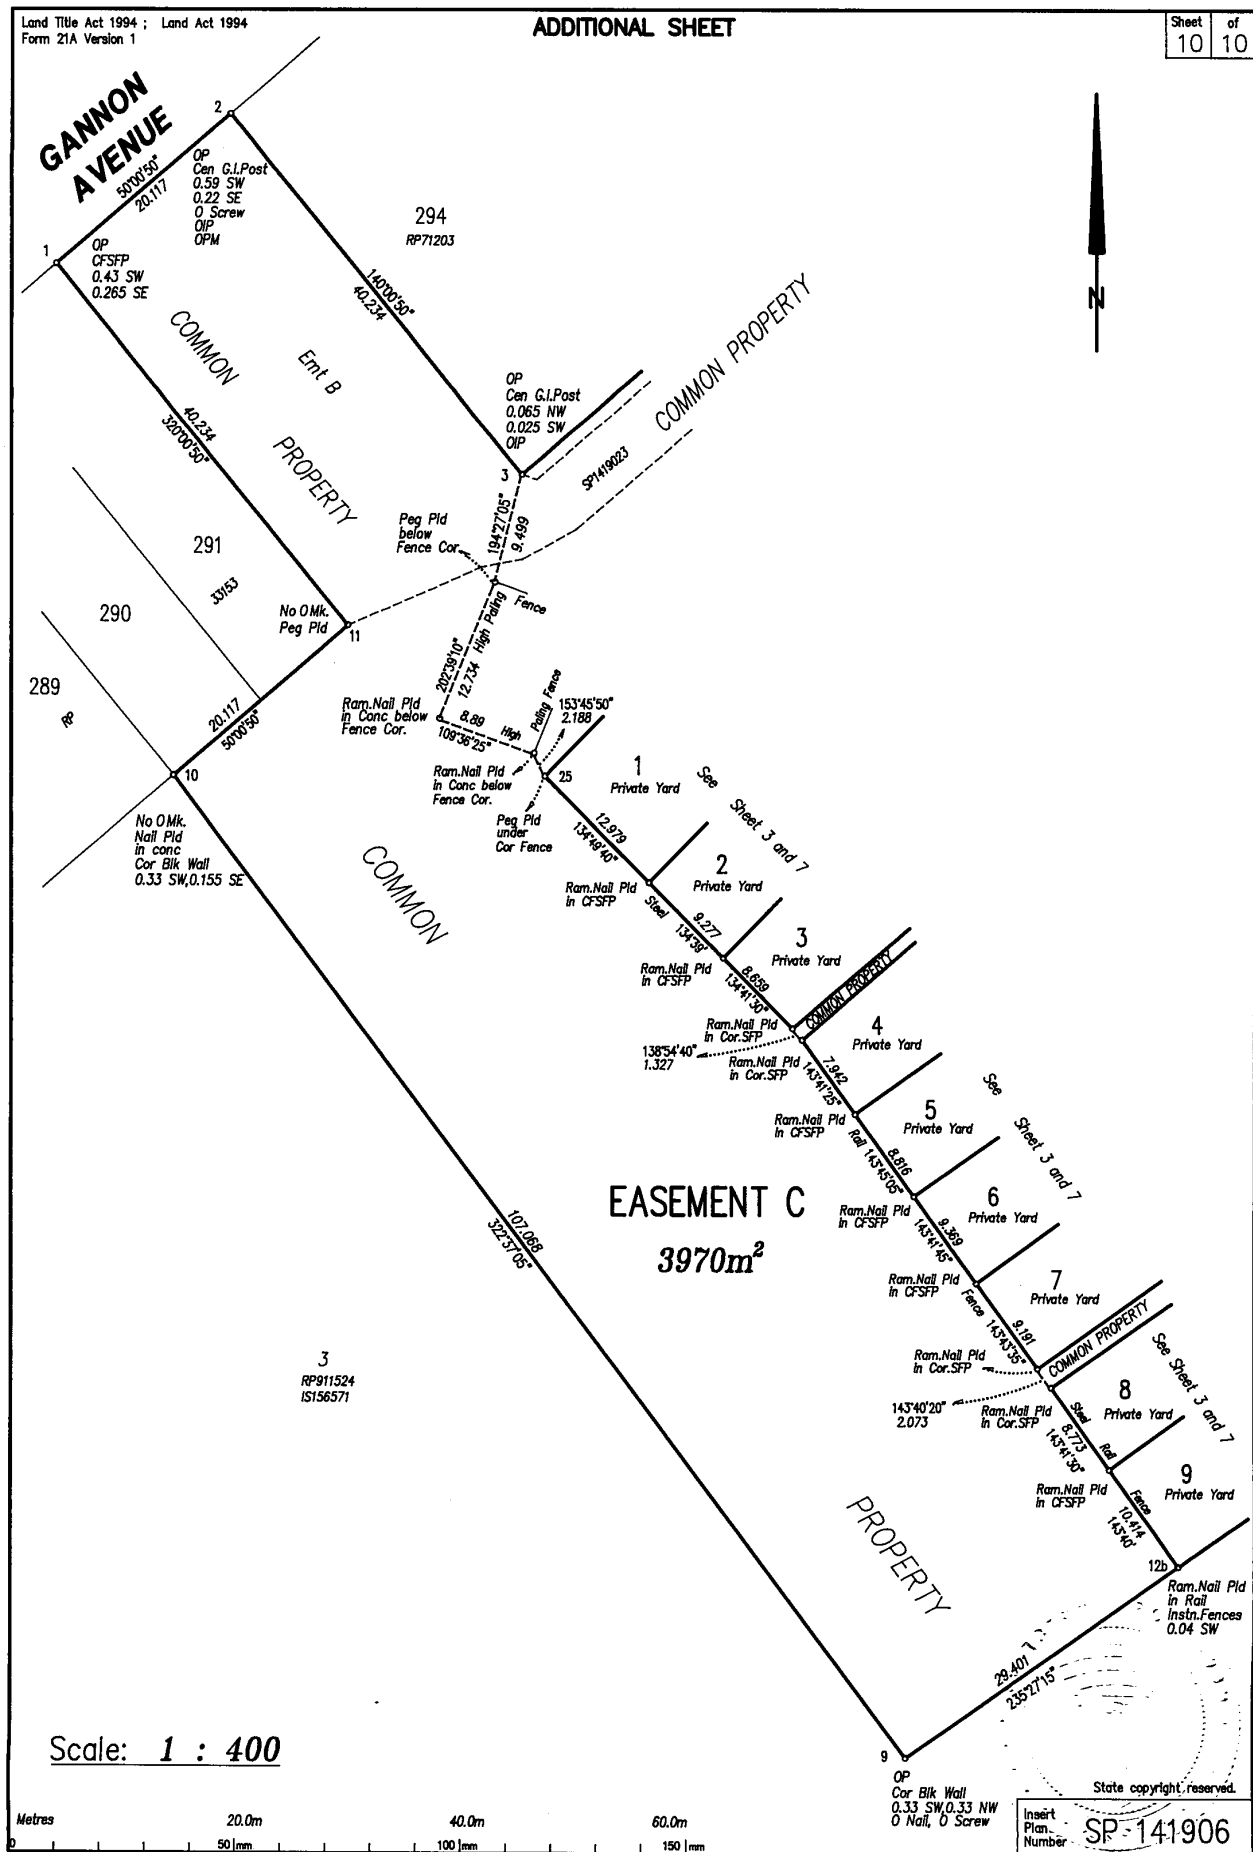 Land Title Act 1994 ; Land Act 1994
Form 21A Version 1
ADDITIONAL SHEET
Sheet of
10 10
GANNON
AVENUE
2
50°00'50"
20.117
OP
Cen G.I.Post
0.59 SW
0.22 SE
O Screw
OIP
OPM
1
OP
CFSFP
0.43 SW
0.265 SE
294
RP71203
140°00'50"
40.234
N
COMMON
PROPERTY
Emt B
40.234
320°00'50"
OP
Cen G.I.Post
0.065 NW
0.025 SW
OIP
3
COMMON PROPERTY
SP1419023
194°27'05"
9.499
Peg Pld
below
Fence Cor.
291
33153
290
289
RP
No O Mk.
Peg Pld
11
Fence
High Paling
202°39'10"
12.734
20.117
50°00'50"
Ram.Nail Pld
in Conc below
Fence Cor.
8.89
109°36'25"
High
Paling Fence
153°45'50"
2.188
10
No O Mk.
Nail Pld
in conc
Cor Blk Wall
0.33 SW,0.155 SE
Ram.Nail Pld
in Conc below
Fence Cor.
25
Peg Pld
under
Cor Fence
1
Private Yard
See Sheet 3 and 7
12.979
134°49'40"
2
Private Yard
Ram.Nail Pld
in CFSFP
Steel
9.277
134°39'
3
Private Yard
Ram.Nail Pld
in CFSFP
8.659
134°41'30"
COMMON PROPERTY
Ram.Nail Pld
in Cor.SFP
138°54'40"
1.327
Ram.Nail Pld
in Cor.SFP
4
Private Yard
7.942
143°41'25"
See Sheet 3 and 7
Ram.Nail Pld
in CFSFP
5
Private Yard
Rail
8.816
143°45'05"
COMMON
EASEMENT C
3970m²
Ram.Nail Pld
in CFSFP
6
Private Yard
9.369
143°41'45"
107.068
322°37'05"
Ram.Nail Pld
in CFSFP
7
Private Yard
Fence
9.191
143°43'35"
COMMON PROPERTY
3
RP911524
IS156571
Ram.Nail Pld
in Cor.SFP
143°40'20"
2.073
Ram.Nail Pld
in Cor.SFP
8
Private Yard
See Sheet 3 and 7
Steel
8.773
143°41'30"
Rail
Ram.Nail Pld
in CFSFP
9
Private Yard
Fence
10.414
143°40'
PROPERTY
12b
Ram.Nail Pld
in Rail
Instn.Fences
0.04 SW
29.401
235°27'15"
9
OP
Cor Blk Wall
0.33 SW,0.33 NW
O Nail, O Screw
Scale: 1 : 400
State copyright reserved.
Metres 20.0m 40.0m 60.0m
0 50 mm 100 mm 150 mm
Insert
Plan
Number
SP 141906